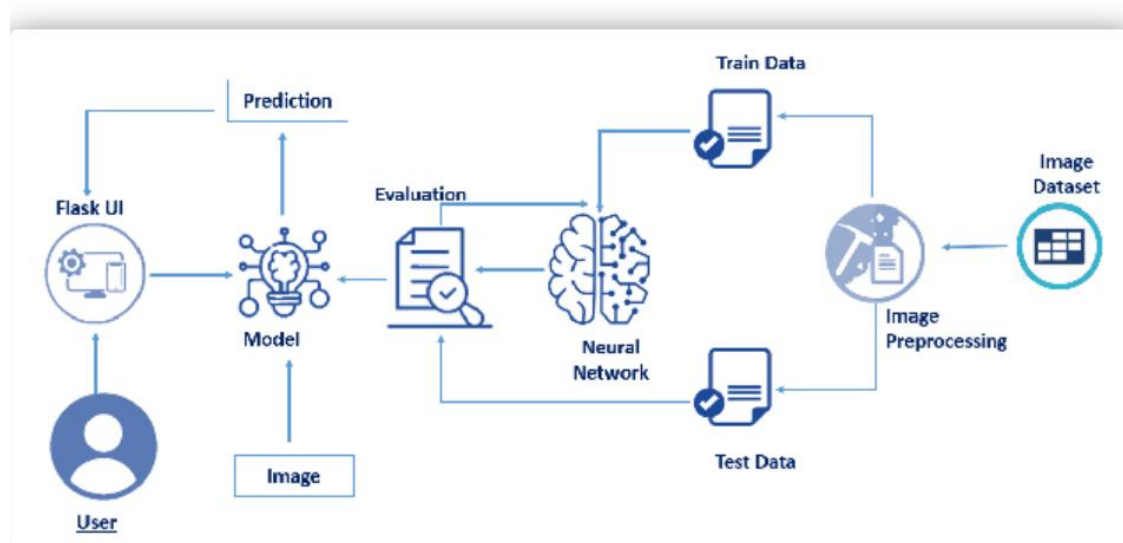 Train Data
Prediction
Image
Dataset
Evaluation
Flask UI
Image
Preprocessing
Model
Neural
Network
Image
Test Data
User